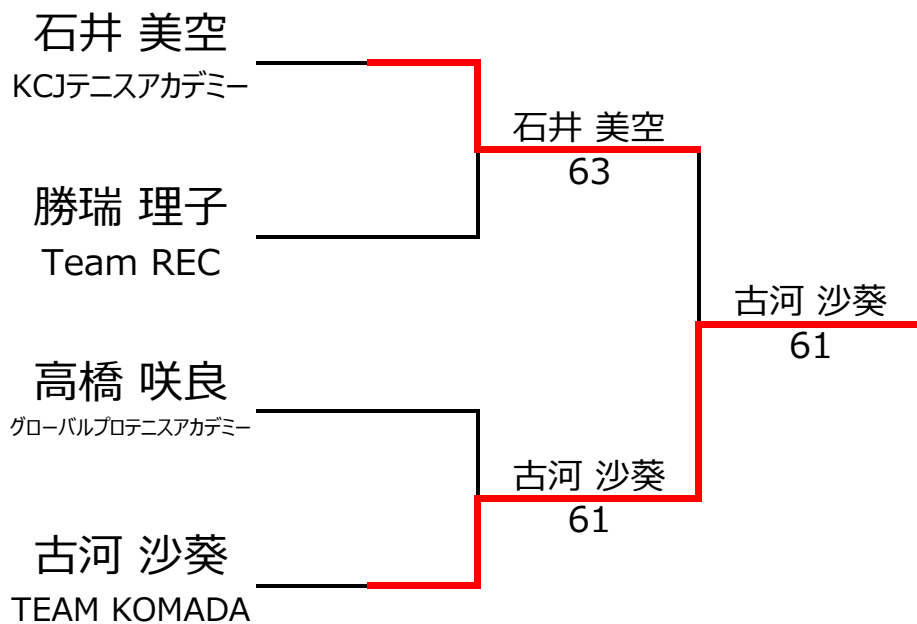 石井 美空
KCJテニスアカデミー
石井 美空
63
勝瑞 理子
Team REC
古河 沙葵
61
高橋 咲良
グローバルプロテニスアカデミー
古河 沙葵
61
古河 沙葵
TEAM KOMADA